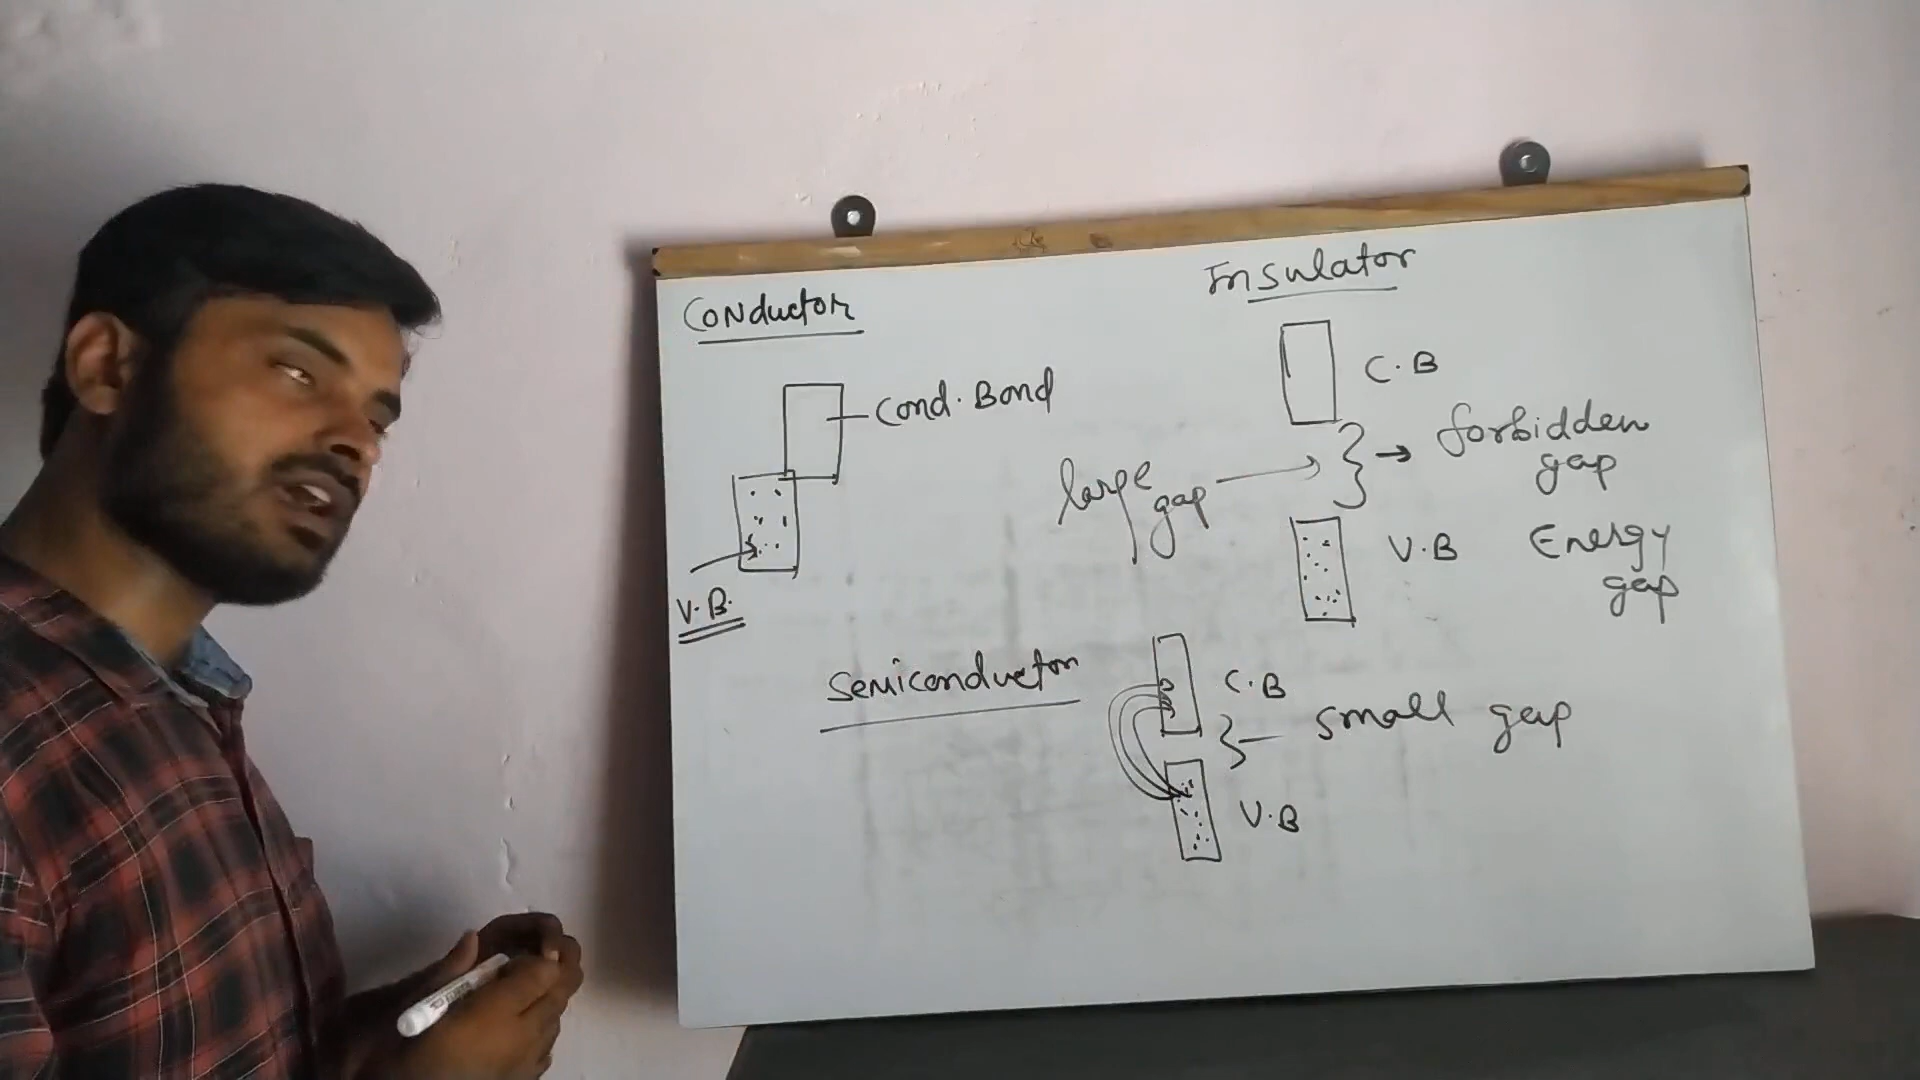 Conductor
Cond. Bond
V.B.
Insulator
C.B
large
gap
forbidden
gap
V.B
Energy
gap
Semiconductor
C.B
small gap
V.B